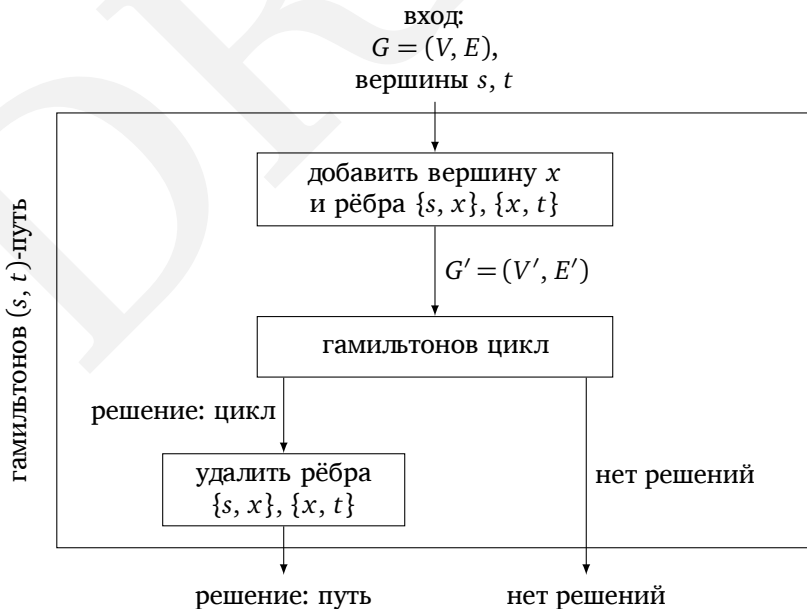 вход:
G = (V, E),
вершины s, t
гамильтонов (s, t)-путь
добавить вершину x
и рёбра {s, x}, {x, t}
G′ = (V′, E′)
гамильтонов цикл
решение: цикл
удалить рёбра
{s, x}, {x, t}
нет решений
решение: путь
нет решений